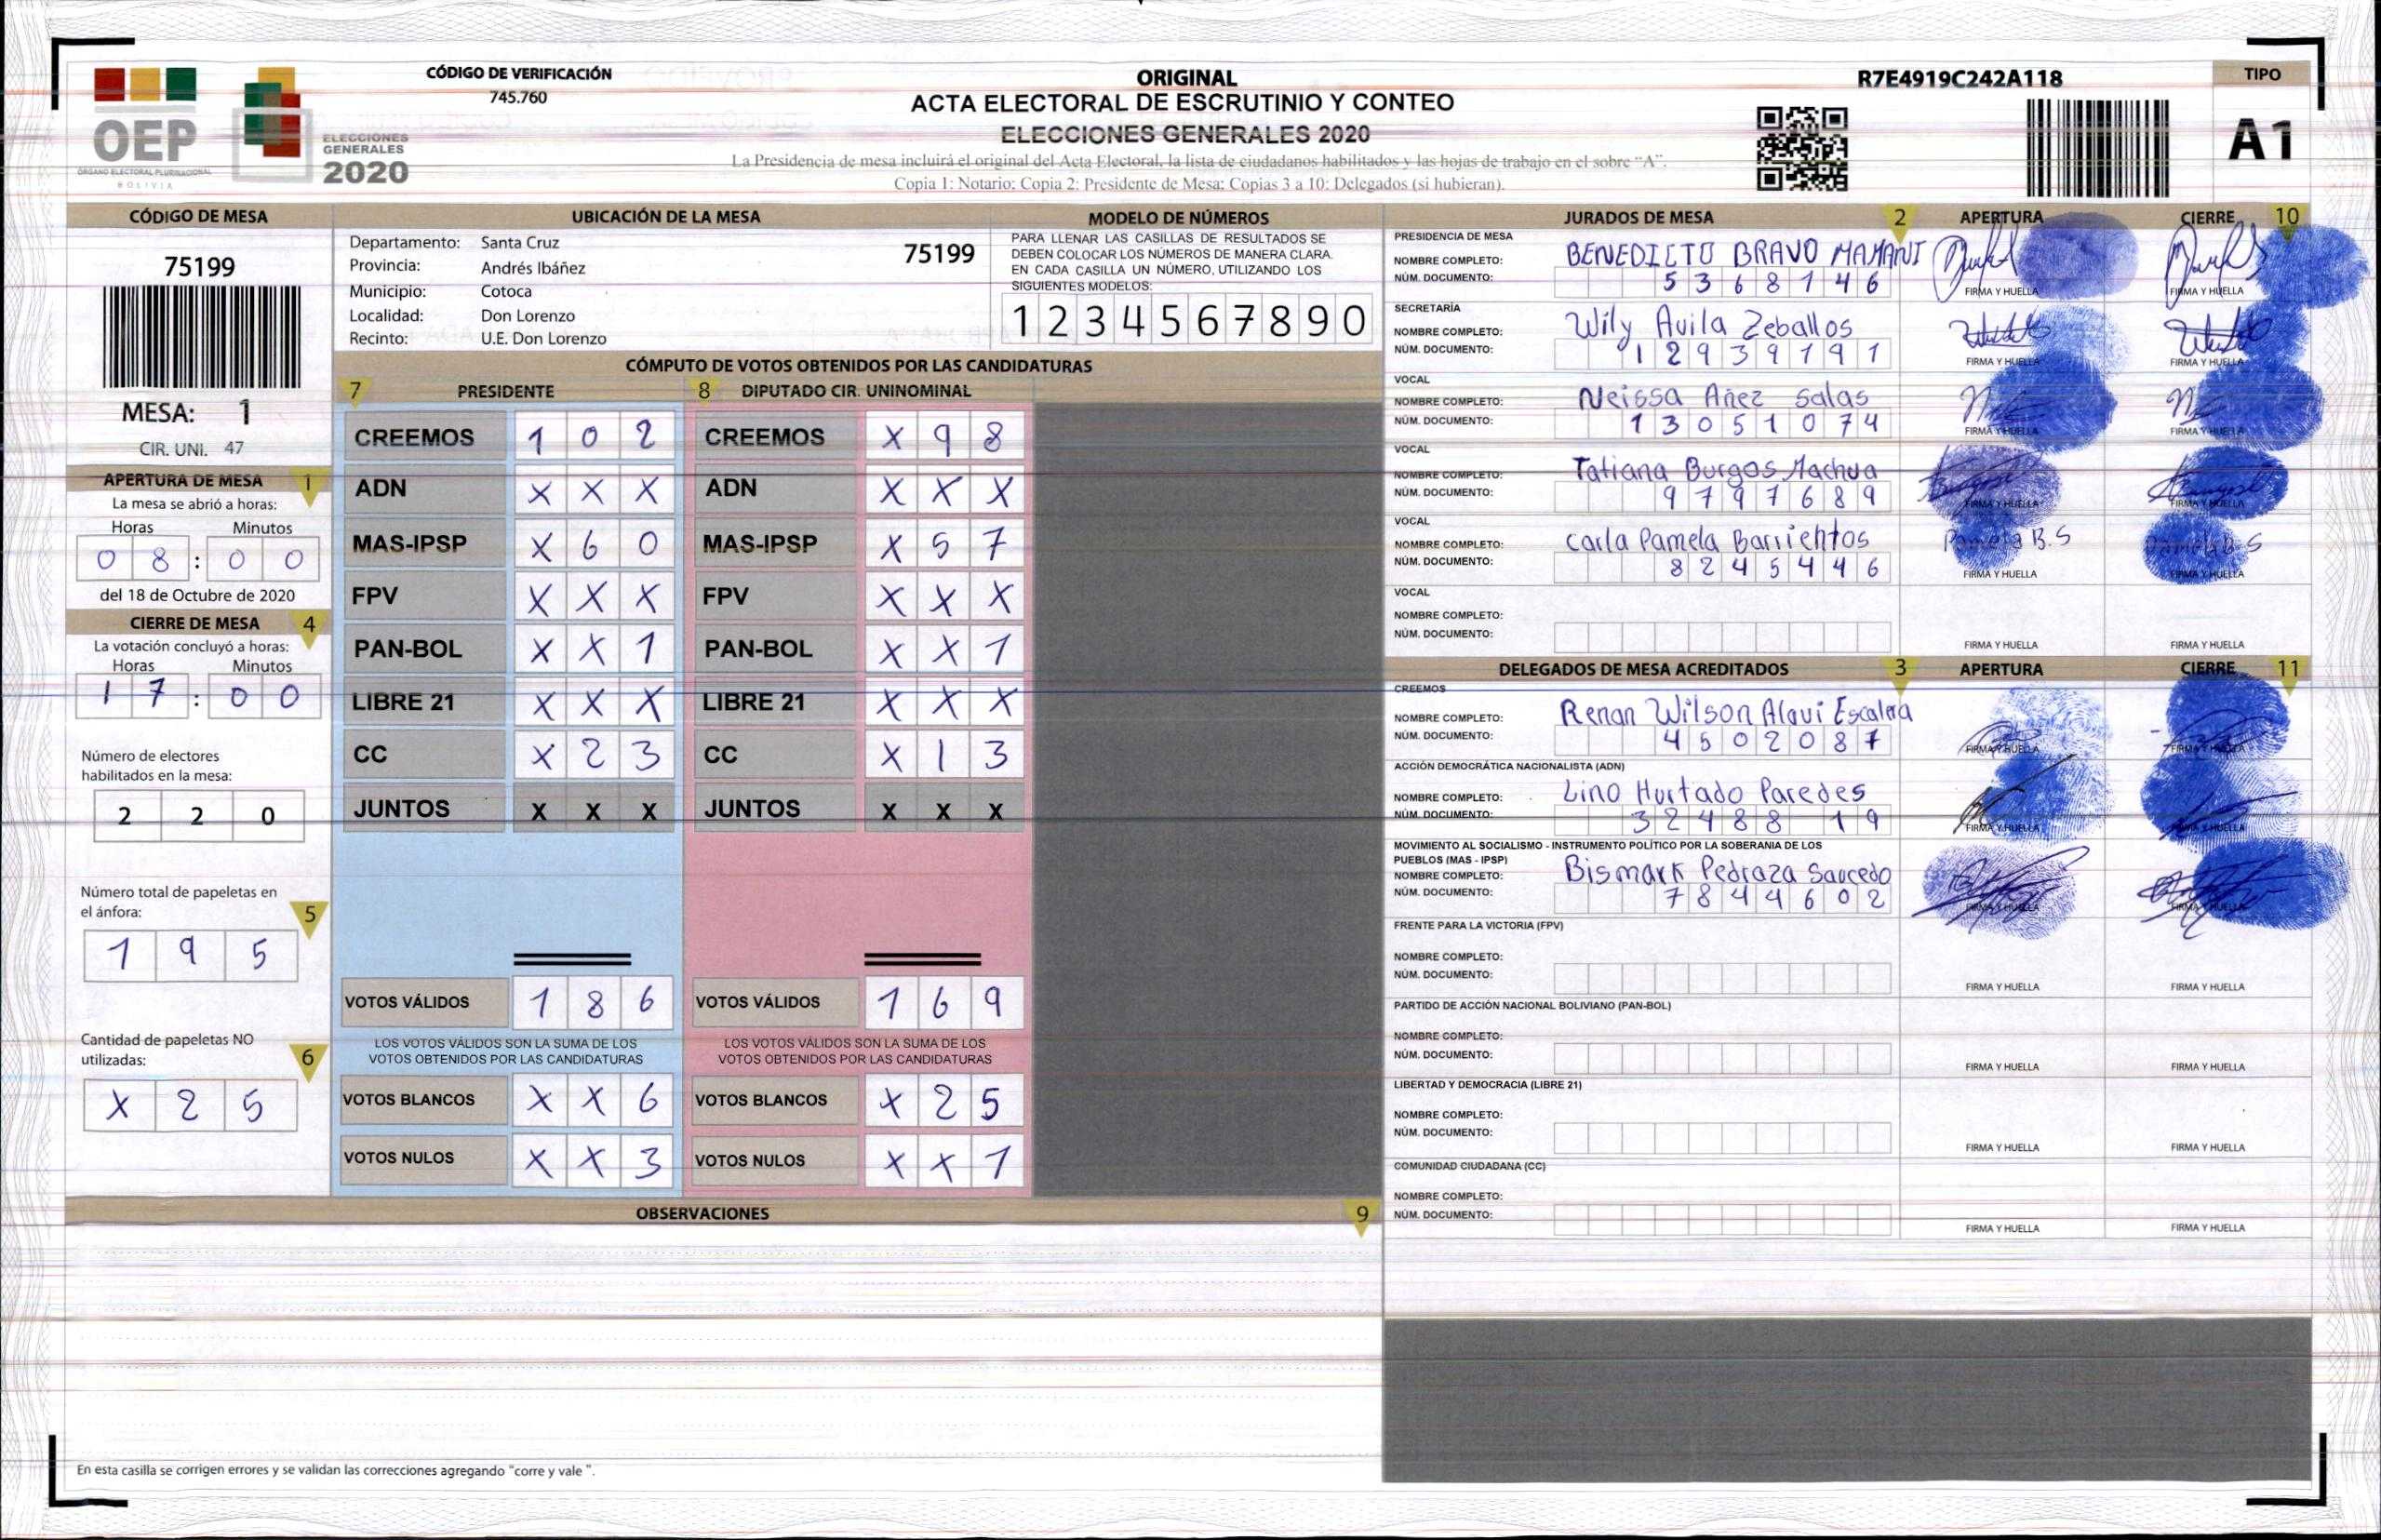 CÓDIGO DE VERIFICACIÓN
745.760
OEP
ÓRGANO ELECTORAL PLURINACIONAL
BOLIVIA
ELECCIONES
GENERALES
2020
ORIGINAL
ACTA ELECTORAL DE ESCRUTINIO Y CONTEO
ELECCIONES GENERALES 2020
La Presidencia de mesa incluirá el original del Acta Electoral, la lista de ciudadanos habilitados y las hojas de trabajo en el sobre "A".
Copia 1: Notario; Copia 2: Presidente de Mesa; Copias 3 a 10: Delegados (si hubieran).
R7E4919C242A118
TIPO
A1
CÓDIGO DE MESA
75199
MESA: 1
CIR. UNI. 47
APERTURA DE MESA 1
La mesa se abrió a horas:
Horas Minutos
0 8 : 0 0
del 18 de Octubre de 2020
CIERRE DE MESA 4
La votación concluyó a horas:
Horas Minutos
1 7 : 0 0
Número de electores
habilitados en la mesa:
2 2 0
Número total de papeletas en
el ánfora: 5
1 9 5
Cantidad de papeletas NO
utilizadas: 6
X 2 5
UBICACIÓN DE LA MESA
Departamento: Santa Cruz 75199
Provincia: Andrés Ibáñez
Municipio: Cotoca
Localidad: Don Lorenzo
Recinto: U.E. Don Lorenzo
MODELO DE NÚMEROS
PARA LLENAR LAS CASILLAS DE RESULTADOS SE
DEBEN COLOCAR LOS NÚMEROS DE MANERA CLARA.
EN CADA CASILLA UN NÚMERO, UTILIZANDO LOS
SIGUIENTES MODELOS:
1 2 3 4 5 6 7 8 9 0
CÓMPUTO DE VOTOS OBTENIDOS POR LAS CANDIDATURAS
7 PRESIDENTE 8 DIPUTADO CIR. UNINOMINAL
CREEMOS 1 0 2 CREEMOS X 9 8
ADN X X X ADN X X X
MAS-IPSP X 6 0 MAS-IPSP X 5 7
FPV X X X FPV X X X
PAN-BOL X X 1 PAN-BOL X X 1
LIBRE 21 X X X LIBRE 21 X X X
CC X 2 3 CC X 1 3
JUNTOS X X X JUNTOS X X X
VOTOS VÁLIDOS 1 8 6 VOTOS VÁLIDOS 1 6 9
LOS VOTOS VÁLIDOS SON LA SUMA DE LOS LOS VOTOS VÁLIDOS SON LA SUMA DE LOS
VOTOS OBTENIDOS POR LAS CANDIDATURAS VOTOS OBTENIDOS POR LAS CANDIDATURAS
VOTOS BLANCOS X X 6 VOTOS BLANCOS X 2 5
VOTOS NULOS X X 3 VOTOS NULOS X X 1
OBSERVACIONES 9
En esta casilla se corrigen errores y se validan las correcciones agregando "corre y vale ".
JURADOS DE MESA 2 APERTURA CIERRE 10
PRESIDENCIA DE MESA
NOMBRE COMPLETO: BENEDICTO BRAVO MAMANI
NÚM. DOCUMENTO: 5 3 6 8 1 4 6
FIRMA Y HUELLA FIRMA Y HUELLA
SECRETARÍA
NOMBRE COMPLETO: Wily Avila Zeballos
NÚM. DOCUMENTO: 1 2 9 3 9 1 9 1
FIRMA Y HUELLA FIRMA Y HUELLA
VOCAL
NOMBRE COMPLETO: Neissa Añez Salas
NÚM. DOCUMENTO: 1 3 0 5 1 0 7 4
FIRMA Y HUELLA FIRMA Y HUELLA
VOCAL
NOMBRE COMPLETO: Tatiana Burgos Machua
NÚM. DOCUMENTO: 9 7 9 7 6 8 9
FIRMA Y HUELLA FIRMA Y HUELLA
VOCAL
NOMBRE COMPLETO: Carla Pamela Barrientos Pamela B.S Pamela B S
NÚM. DOCUMENTO: 8 2 4 5 4 4 6
FIRMA Y HUELLA FIRMA Y HUELLA
VOCAL
NOMBRE COMPLETO:
NÚM. DOCUMENTO:
FIRMA Y HUELLA FIRMA Y HUELLA
DELEGADOS DE MESA ACREDITADOS 3 APERTURA CIERRE 11
CREEMOS
NOMBRE COMPLETO: Renan Wilson Alavi Escalera
NÚM. DOCUMENTO: 4 5 0 2 0 8 7
FIRMA Y HUELLA FIRMA Y HUELLA
ACCIÓN DEMOCRÁTICA NACIONALISTA (ADN)
NOMBRE COMPLETO: Lino Hurtado Paredes
NÚM. DOCUMENTO: 3 2 4 8 8 1 9
FIRMA Y HUELLA FIRMA Y HUELLA
MOVIMIENTO AL SOCIALISMO - INSTRUMENTO POLÍTICO POR LA SOBERANIA DE LOS
PUEBLOS (MAS - IPSP)
NOMBRE COMPLETO: Bismark Pedraza Saucedo
NÚM. DOCUMENTO: 7 8 4 4 6 0 2
FIRMA Y HUELLA FIRMA Y HUELLA
FRENTE PARA LA VICTORIA (FPV)
NOMBRE COMPLETO:
NÚM. DOCUMENTO:
FIRMA Y HUELLA FIRMA Y HUELLA
PARTIDO DE ACCIÓN NACIONAL BOLIVIANO (PAN-BOL)
NOMBRE COMPLETO:
NÚM. DOCUMENTO:
FIRMA Y HUELLA FIRMA Y HUELLA
LIBERTAD Y DEMOCRACIA (LIBRE 21)
NOMBRE COMPLETO:
NÚM. DOCUMENTO:
FIRMA Y HUELLA FIRMA Y HUELLA
COMUNIDAD CIUDADANA (CC)
NOMBRE COMPLETO:
NÚM. DOCUMENTO:
FIRMA Y HUELLA FIRMA Y HUELLA